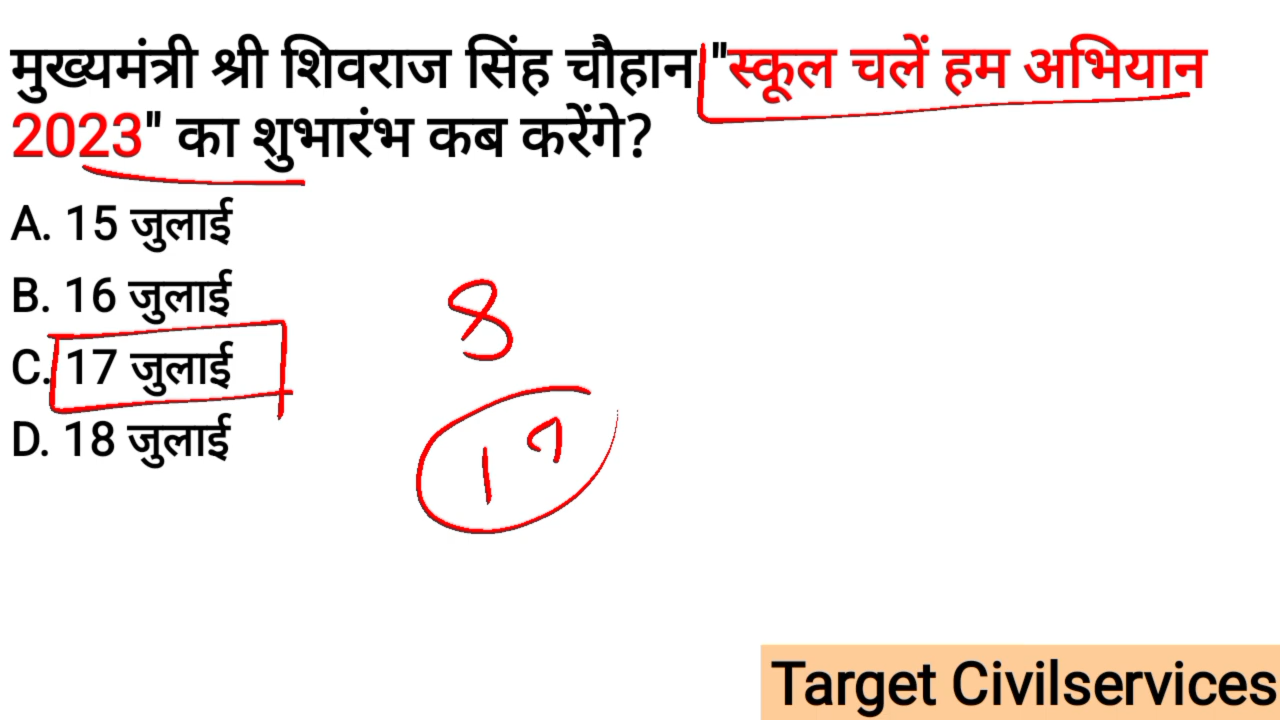 मुख्यमंत्री श्री शिवराज सिंह चौहान "स्कूल चलें हम अभियान
2023" का शुभारंभ कब करेंगे?
A. 15 जुलाई
B. 16 जुलाई
8
C. 17 जुलाई
D. 18 जुलाई
17
Target Civilservices